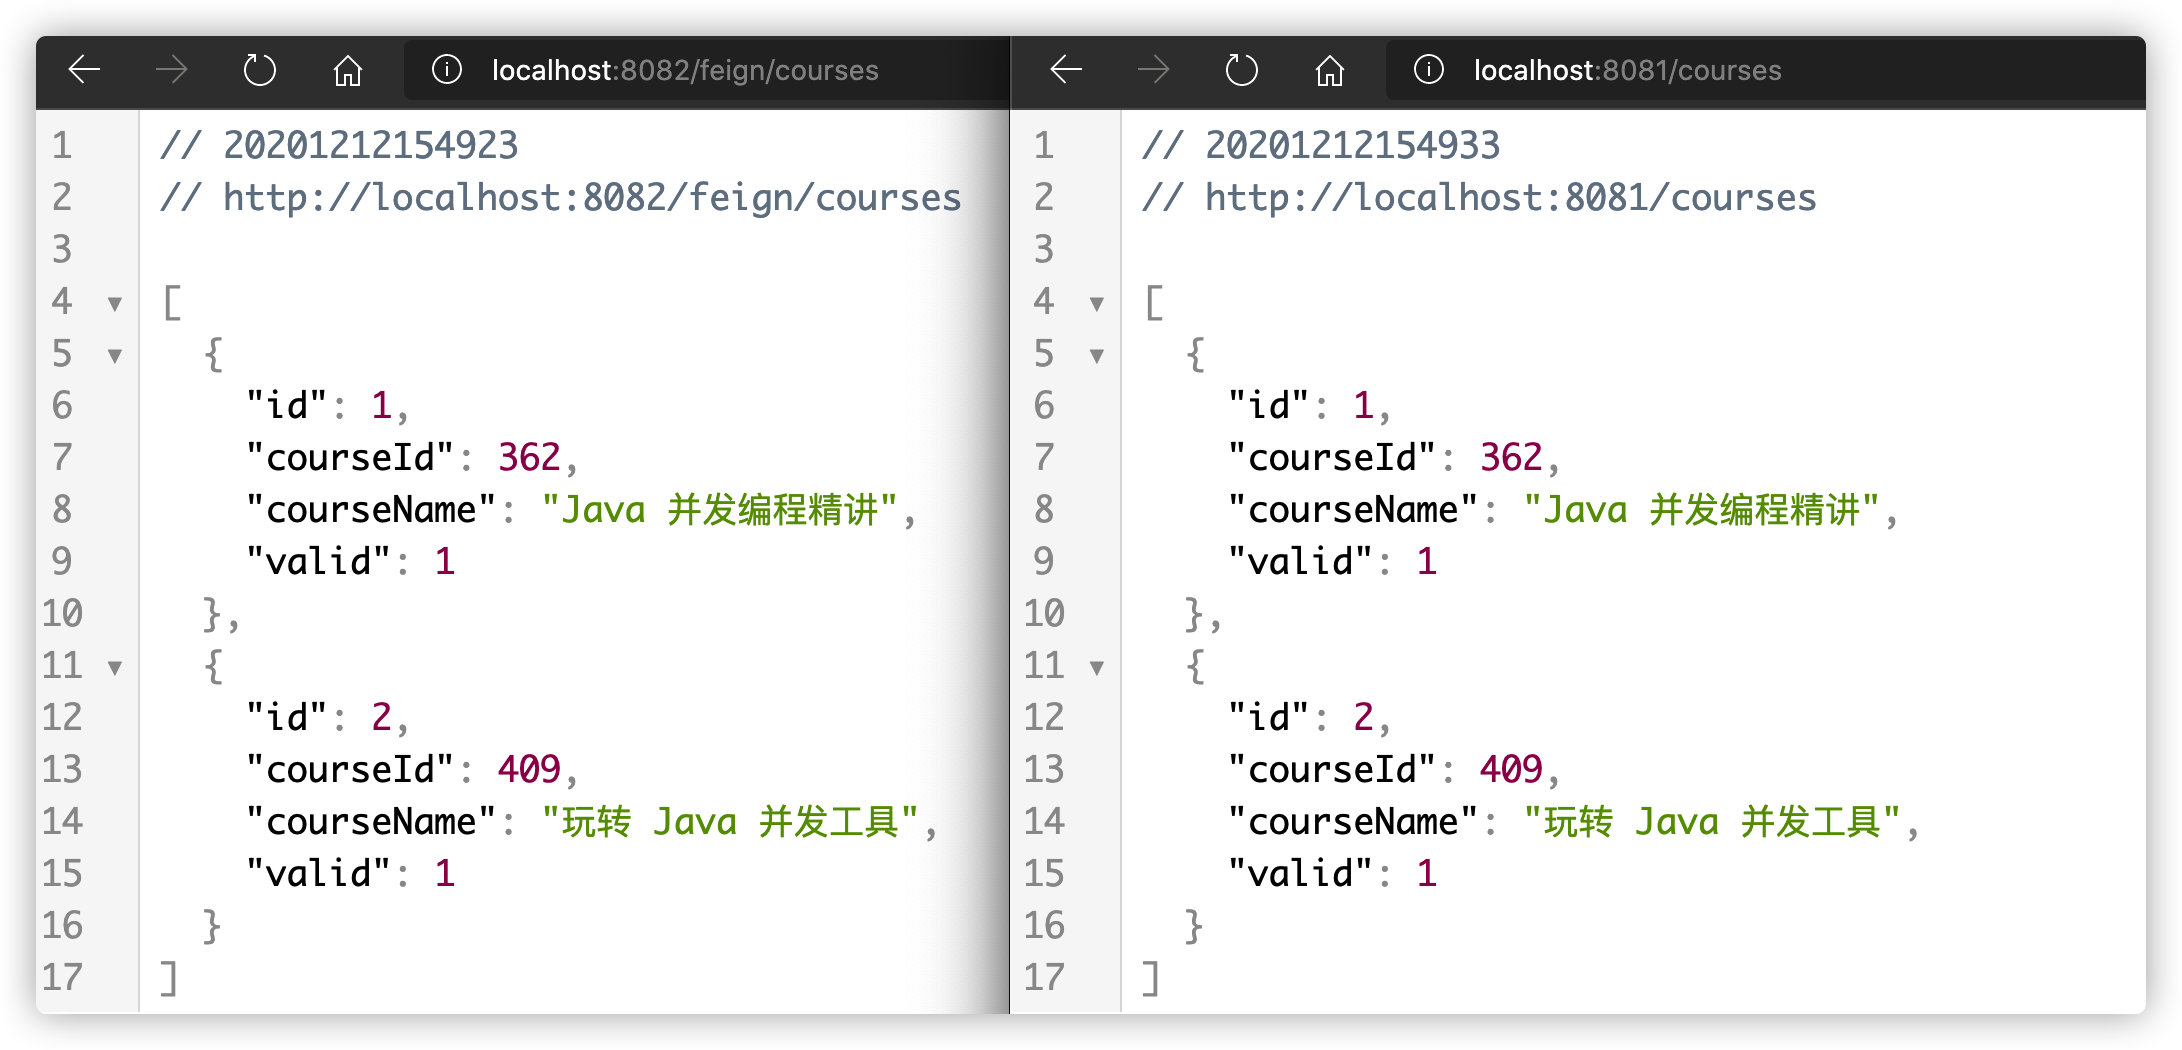 localhost:8082/feign/courses
1 // 20201212154923
2 // http://localhost:8082/feign/courses
3
4 [
5 {
6 "id": 1,
7 "courseId": 362,
8 "courseName": "Java 并发编程精讲",
9 "valid": 1
10 },
11 {
12 "id": 2,
13 "courseId": 409,
14 "courseName": "玩转 Java 并发工具",
15 "valid": 1
16 }
17 ]
localhost:8081/courses
1 // 20201212154933
2 // http://localhost:8081/courses
3
4 [
5 {
6 "id": 1,
7 "courseId": 362,
8 "courseName": "Java 并发编程精讲",
9 "valid": 1
10 },
11 {
12 "id": 2,
13 "courseId": 409,
14 "courseName": "玩转 Java 并发工具",
15 "valid": 1
16 }
17 ]